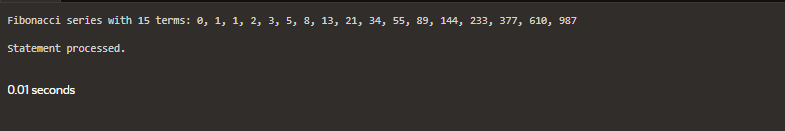 Fibonacci series with 15 terms: 0, 1, 1, 2, 3, 5, 8, 13, 21, 34, 55, 89, 144, 233, 377, 610, 987
Statement processed.
0.01 seconds